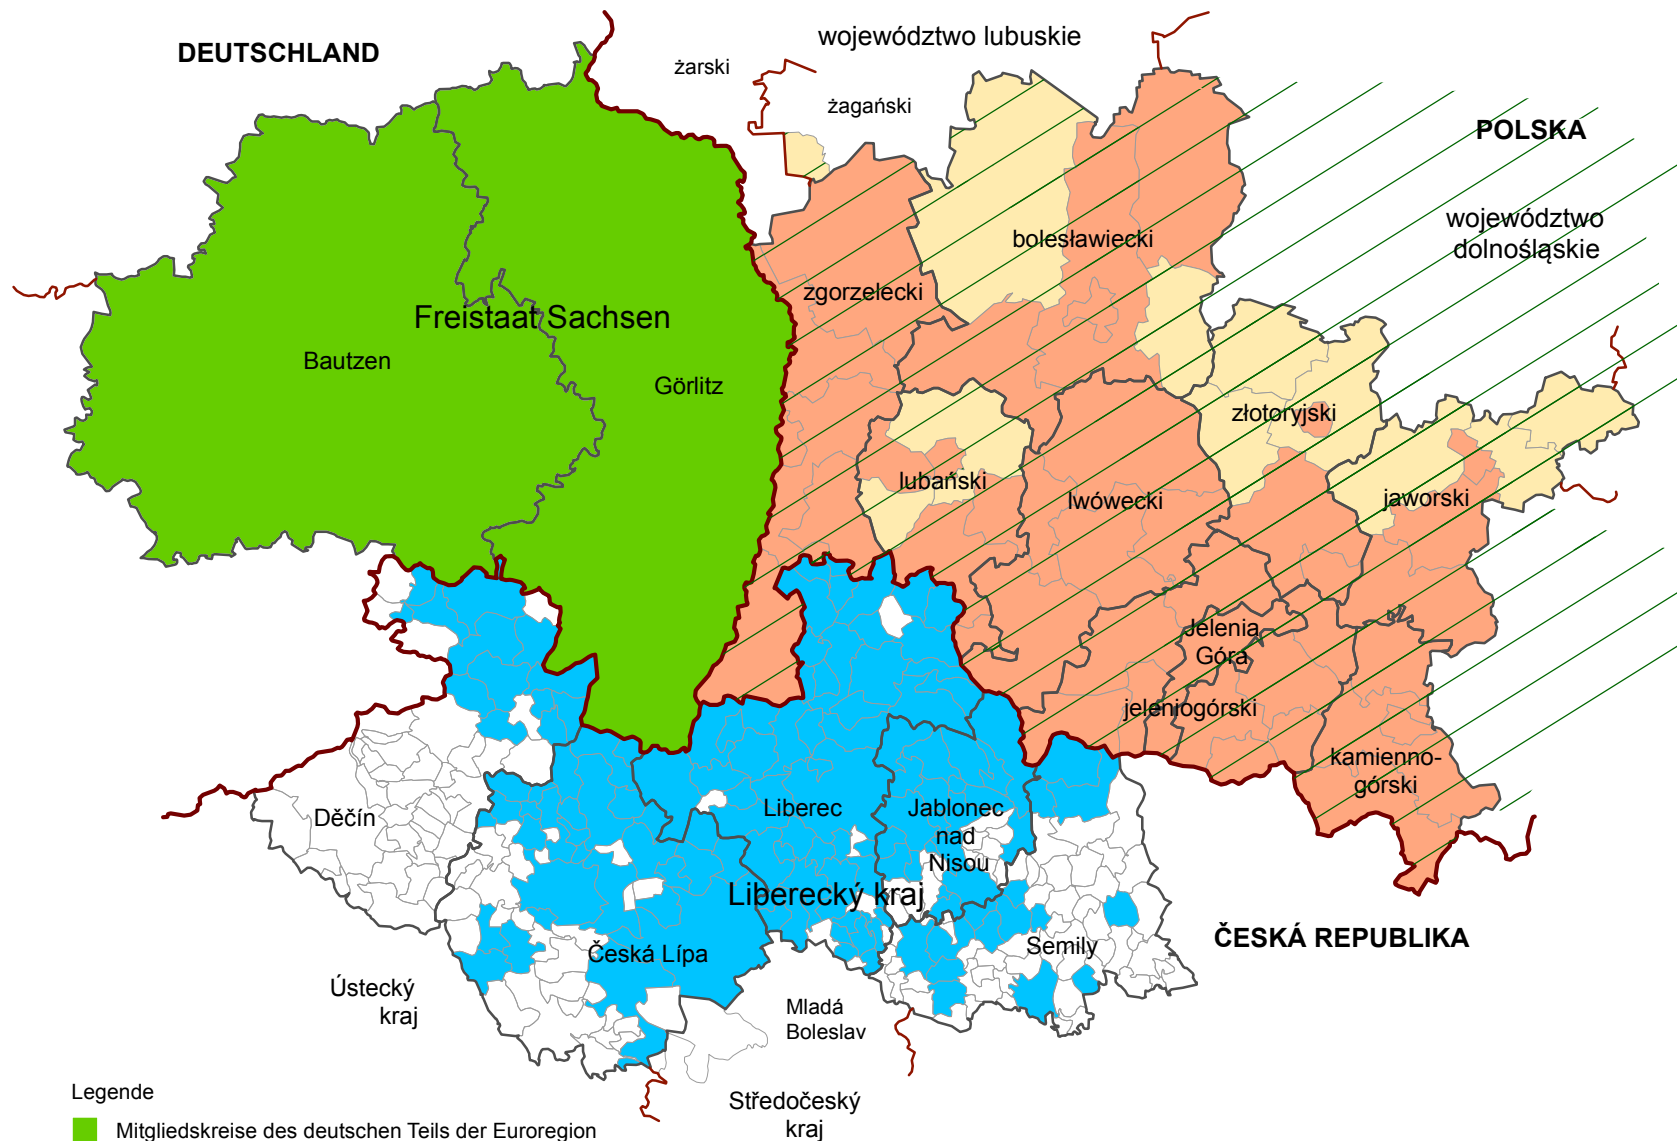 DEUTSCHLAND
województwo lubuskie
żarski
żagański
POLSKA
województwo
dolnośląskie
bolesławiecki
zgorzelecki
Freistaat Sachsen
Bautzen
Görlitz
złotoryjski
lubański
lwówecki
jaworski
Jelenia
Góra
jeleniogórski
kamienno-
górski
Děčín
Liberec
Jablonec
nad
Nisou
Liberecký kraj
Semily
ČESKÁ REPUBLIKA
Česká Lípa
Ústecký
kraj
Mladá
Boleslav
Středočeský
kraj
Legende
Mitgliedskreise des deutschen Teils der Euroregion